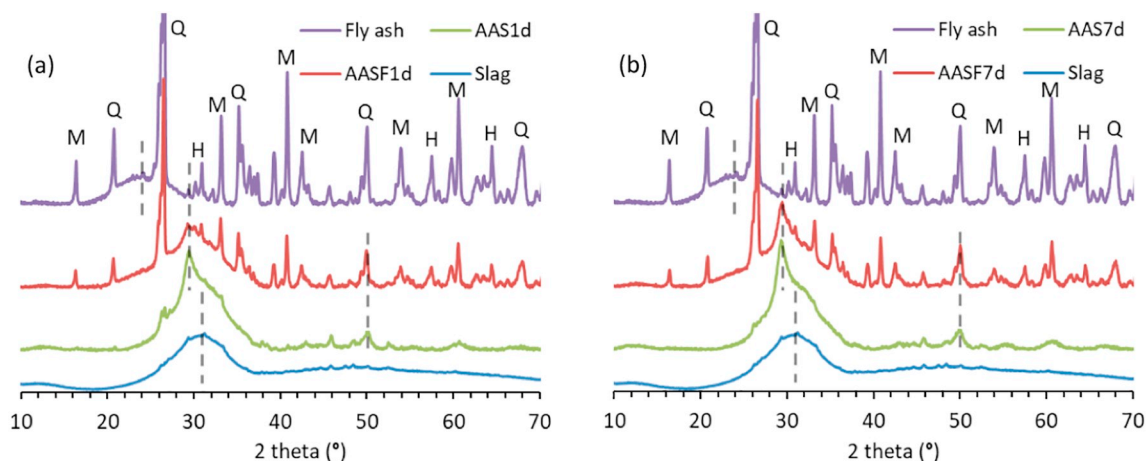 (a)
Fly ash
AAS1d
AASF1d
Slag
Q
M
Q
H
M
Q
M
M
Q
M
H
M
H
Q
10 20 30 40 50 60 70
2 theta (°)
(b)
Fly ash
AAS7d
AASF7d
Slag
Q
M
Q
H
M
Q
M
M
Q
M
H
M
H
Q
10 20 30 40 50 60 70
2 theta (°)